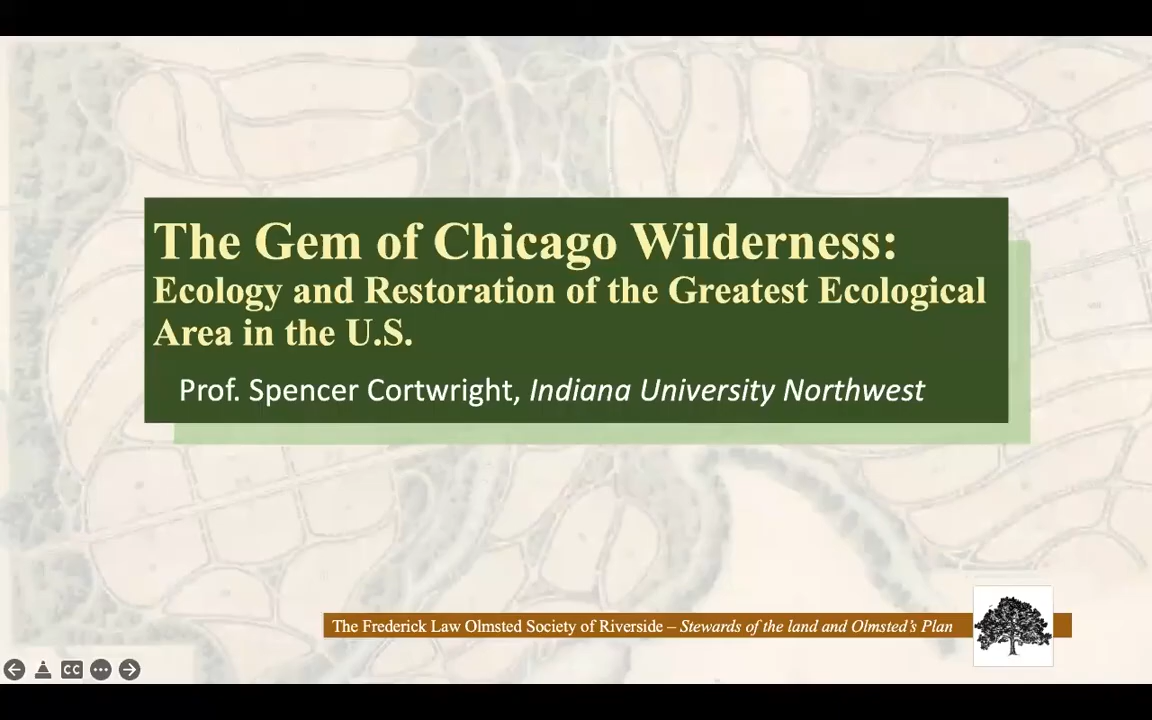 The Gem of Chicago Wilderness:
Ecology and Restoration of the Greatest Ecological
Area in the U.S.
Prof. Spencer Cortwright, Indiana University Northwest
The Frederick Law Olmsted Society of Riverside – Stewards of the land and Olmsted's Plan
CC